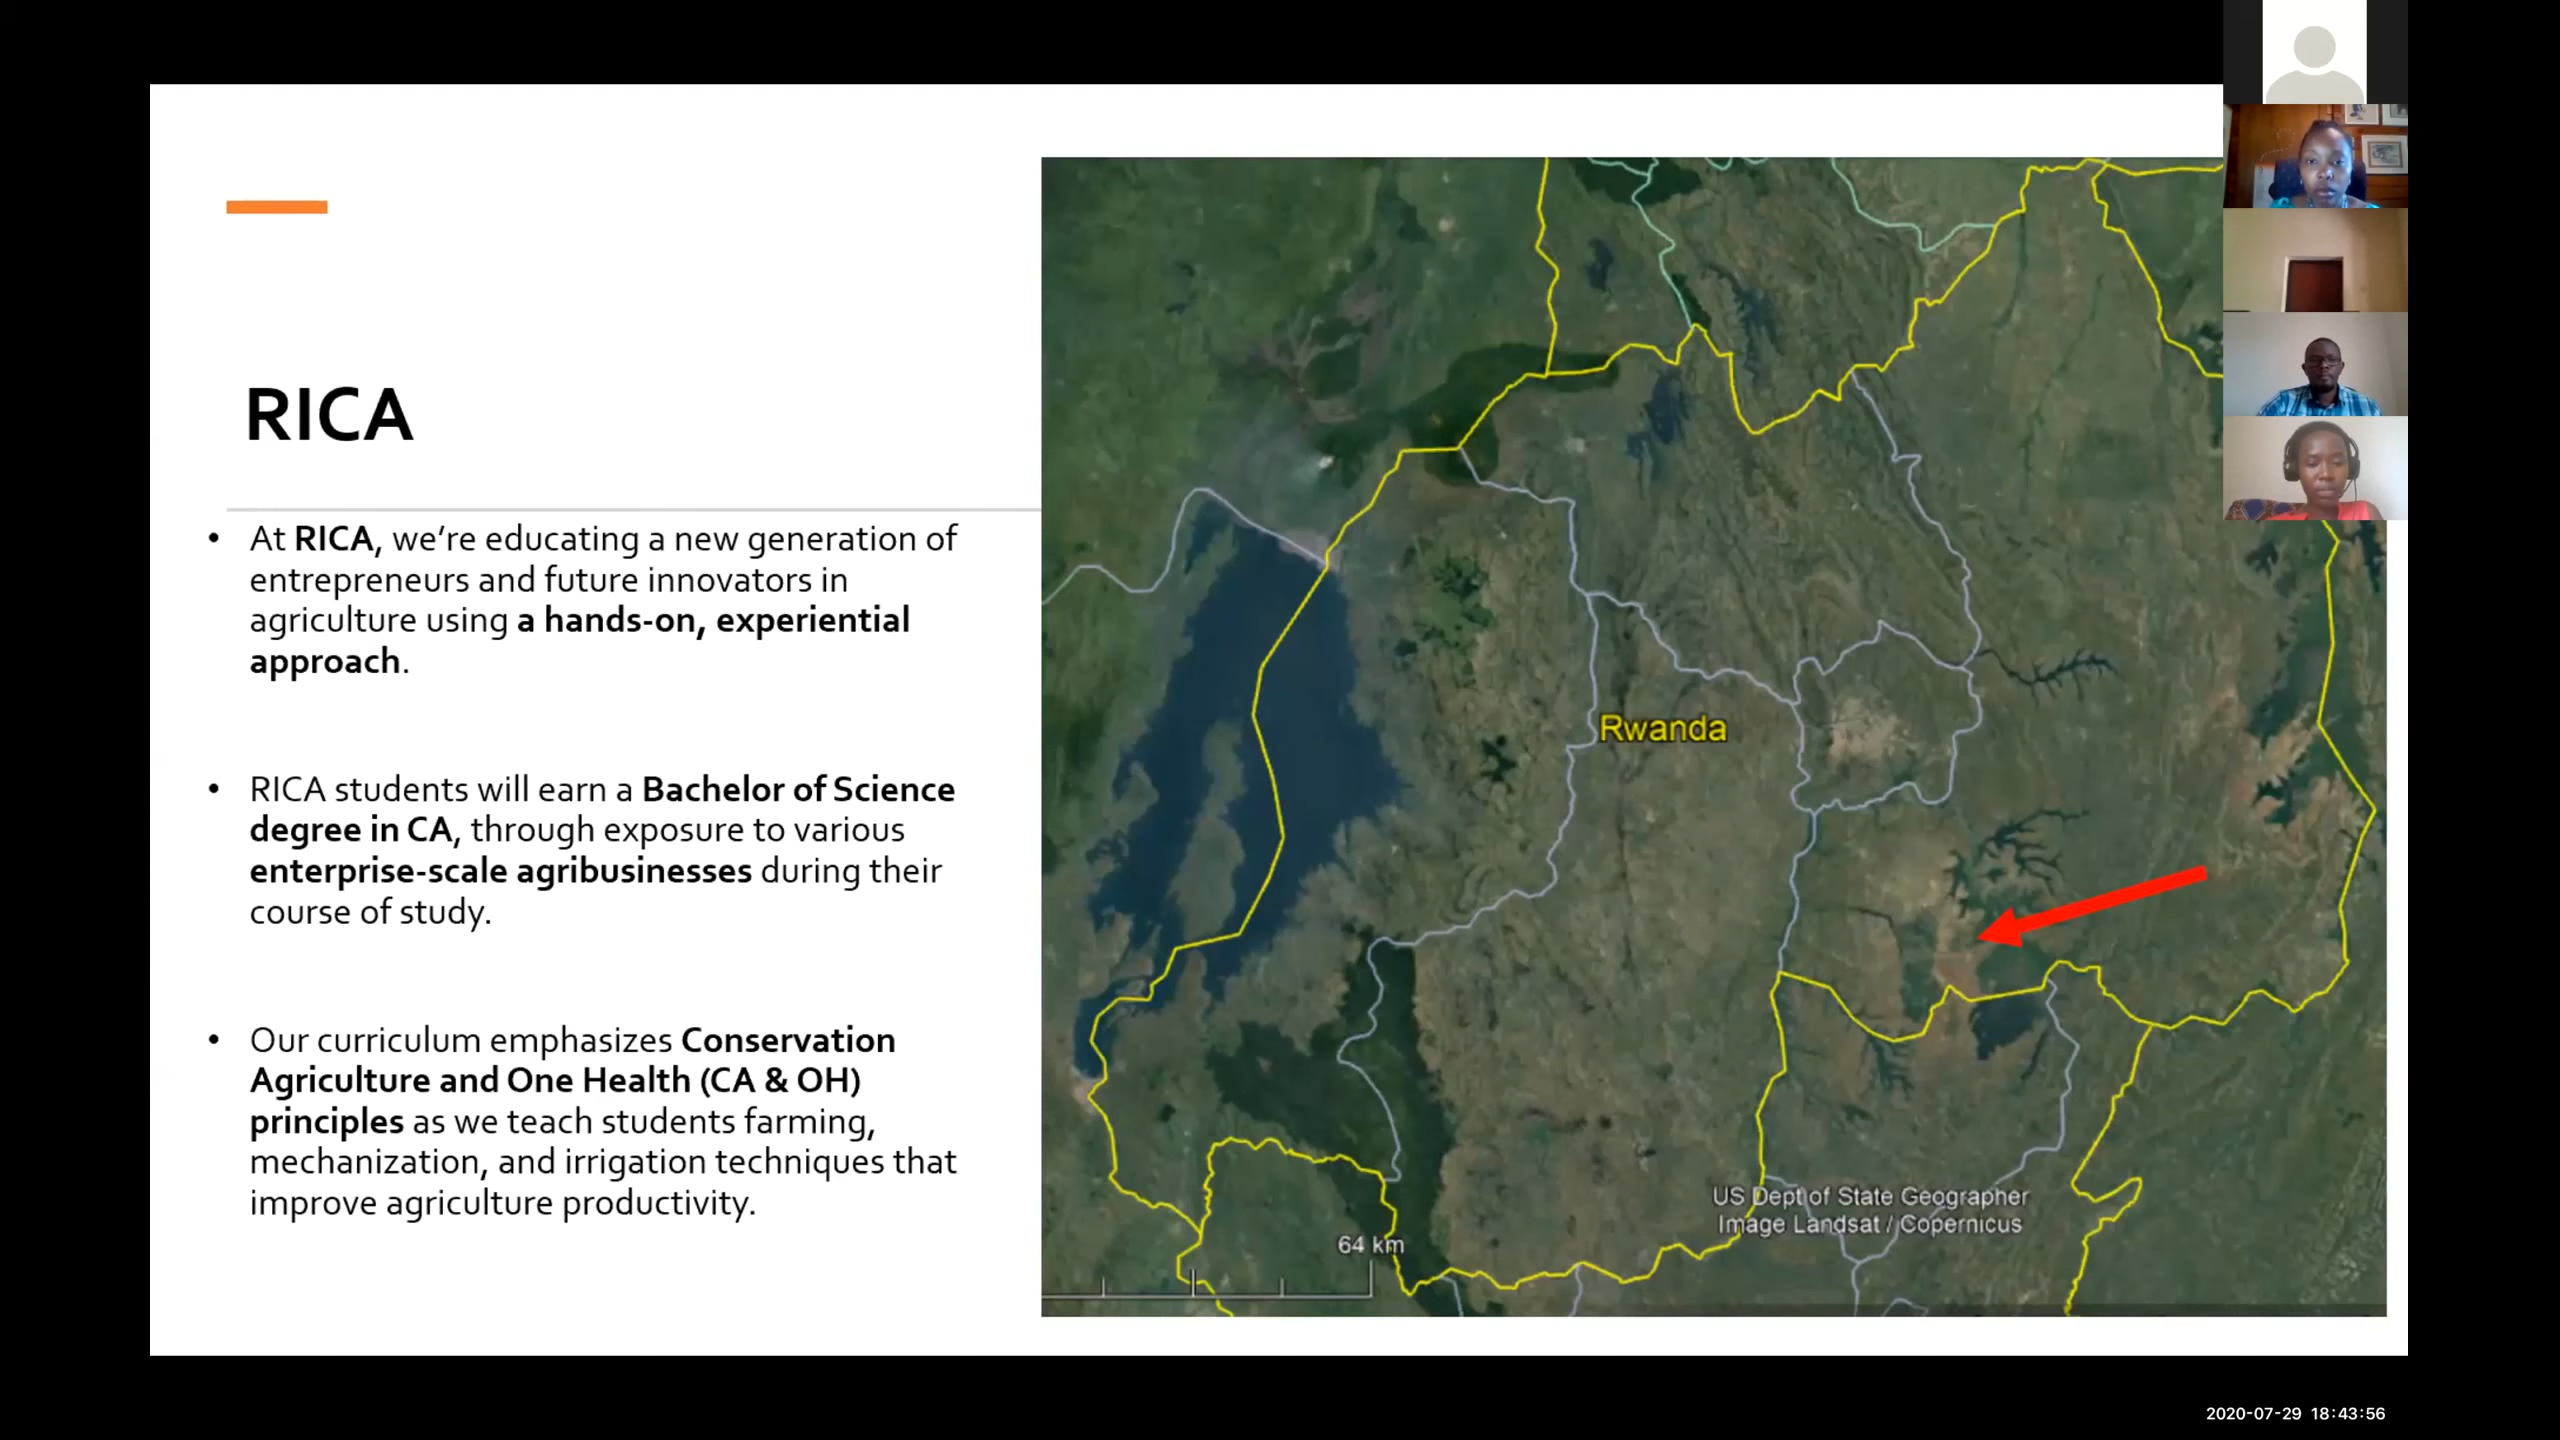 RICA
• At RICA, we’re educating a new generation of
entrepreneurs and future innovators in
agriculture using a hands-on, experiential
approach.
• RICA students will earn a Bachelor of Science
degree in CA, through exposure to various
enterprise-scale agribusinesses during their
course of study.
• Our curriculum emphasizes Conservation
Agriculture and One Health (CA & OH)
principles as we teach students farming,
mechanization, and irrigation techniques that
improve agriculture productivity.
Rwanda
US Dept of State Geographer
Image Landsat / Copernicus
64 km
2020-07-29 18:43:56